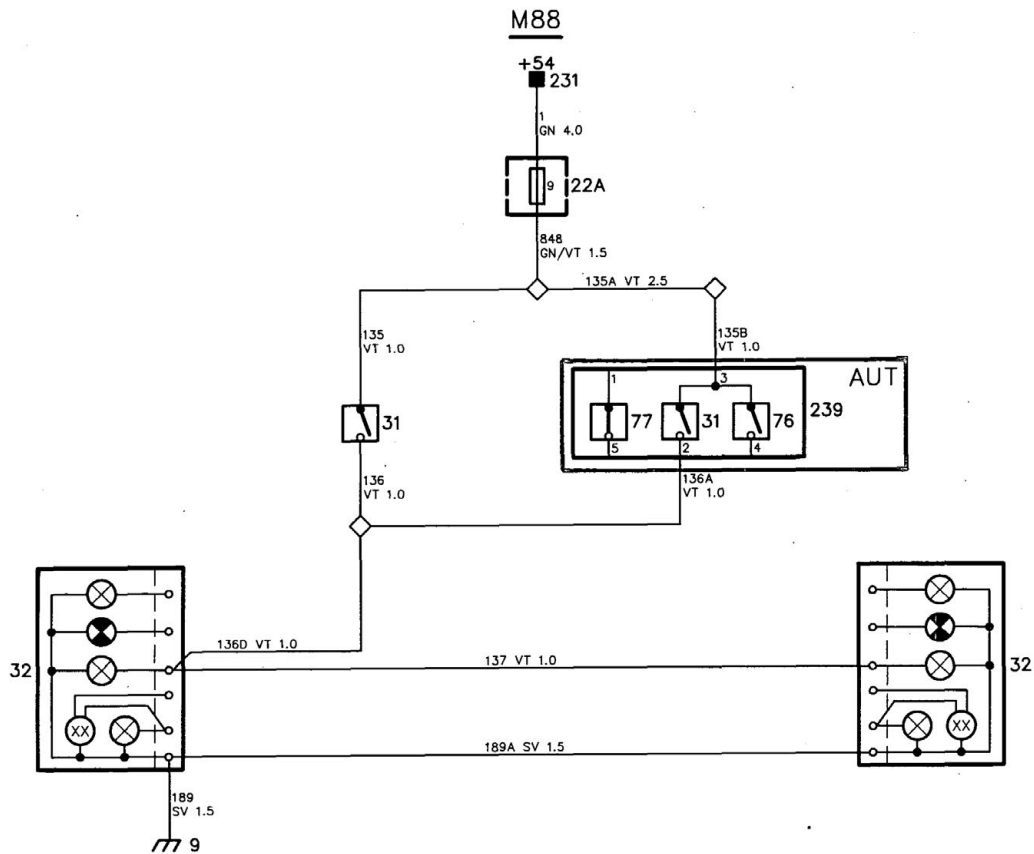 M88
+54
231
1
GN 4.0
9
22A
848
GN/VT 1.5
135A VT 2.5
135
VT 1.0
135B
VT 1.0
AUT
1
3
31
77
31
76
239
5
2
4
136
VT 1.0
136A
VT 1.0
136D VT 1.0
137 VT 1.0
32
32
XX
XX
189A SV 1.5
189
SV 1.5
9